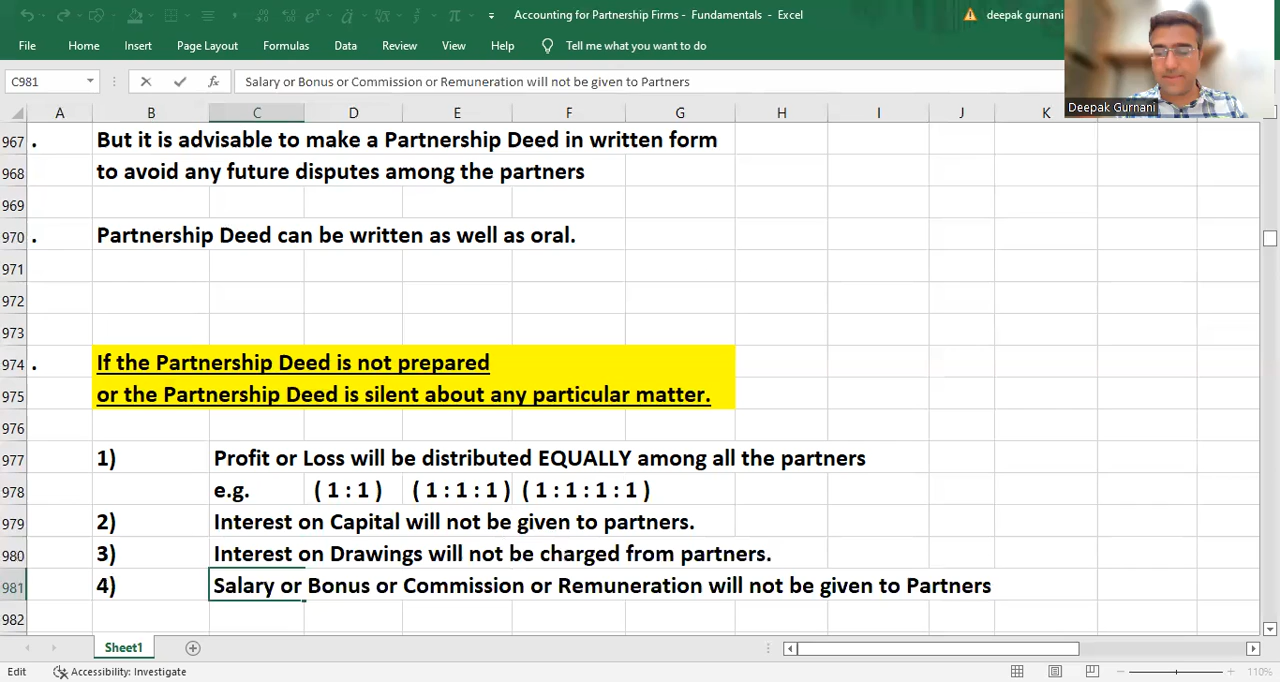 Accounting for Partnership Firms - Fundamentals - Excel
deepak gurnani
File Home Insert Page Layout Formulas Data Review View Help Tell me what you want to do
Deepak Gurnani
C981 fx Salary or Bonus or Commission or Remuneration will not be given to Partners
A B C D E F G H I J K
967 . But it is advisable to make a Partnership Deed in written form
968 to avoid any future disputes among the partners
969
970 . Partnership Deed can be written as well as oral.
971
972
973
974 . If the Partnership Deed is not prepared
975 or the Partnership Deed is silent about any particular matter.
976
977 1) Profit or Loss will be distributed EQUALLY among all the partners
978 e.g. ( 1 : 1 ) ( 1 : 1 : 1 ) ( 1 : 1 : 1 : 1 )
979 2) Interest on Capital will not be given to partners.
980 3) Interest on Drawings will not be charged from partners.
981 4) Salary or Bonus or Commission or Remuneration will not be given to Partners
982
Sheet1
Edit Accessibility: Investigate 110%